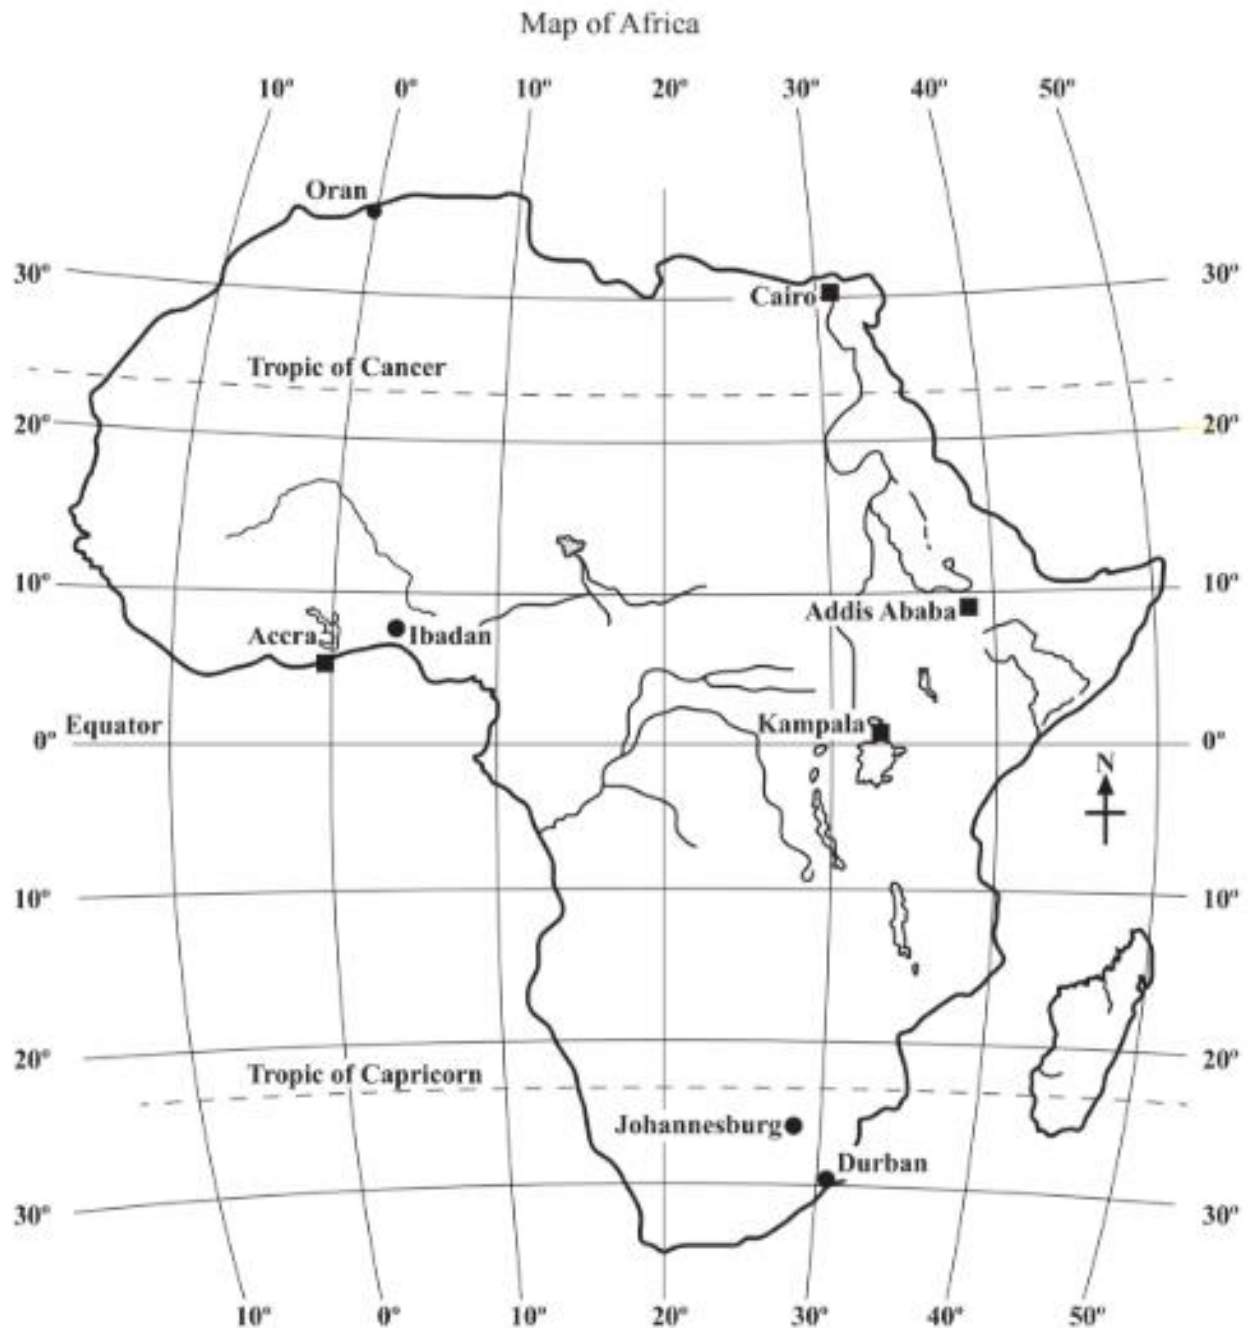 Map of Africa
10º 0º 10º 20º 30º 40º 50º
Oran
30º 30º
Cairo
Tropic of Cancer
20º 20º
10º 10º
Addis Ababa
Accra Ibadan
Equator Kampala
0º 0º
N
10º 10º
20º 20º
Tropic of Capricorn
Johannesburg
Durban
30º 30º
10º 0º 10º 20º 30º 40º 50º